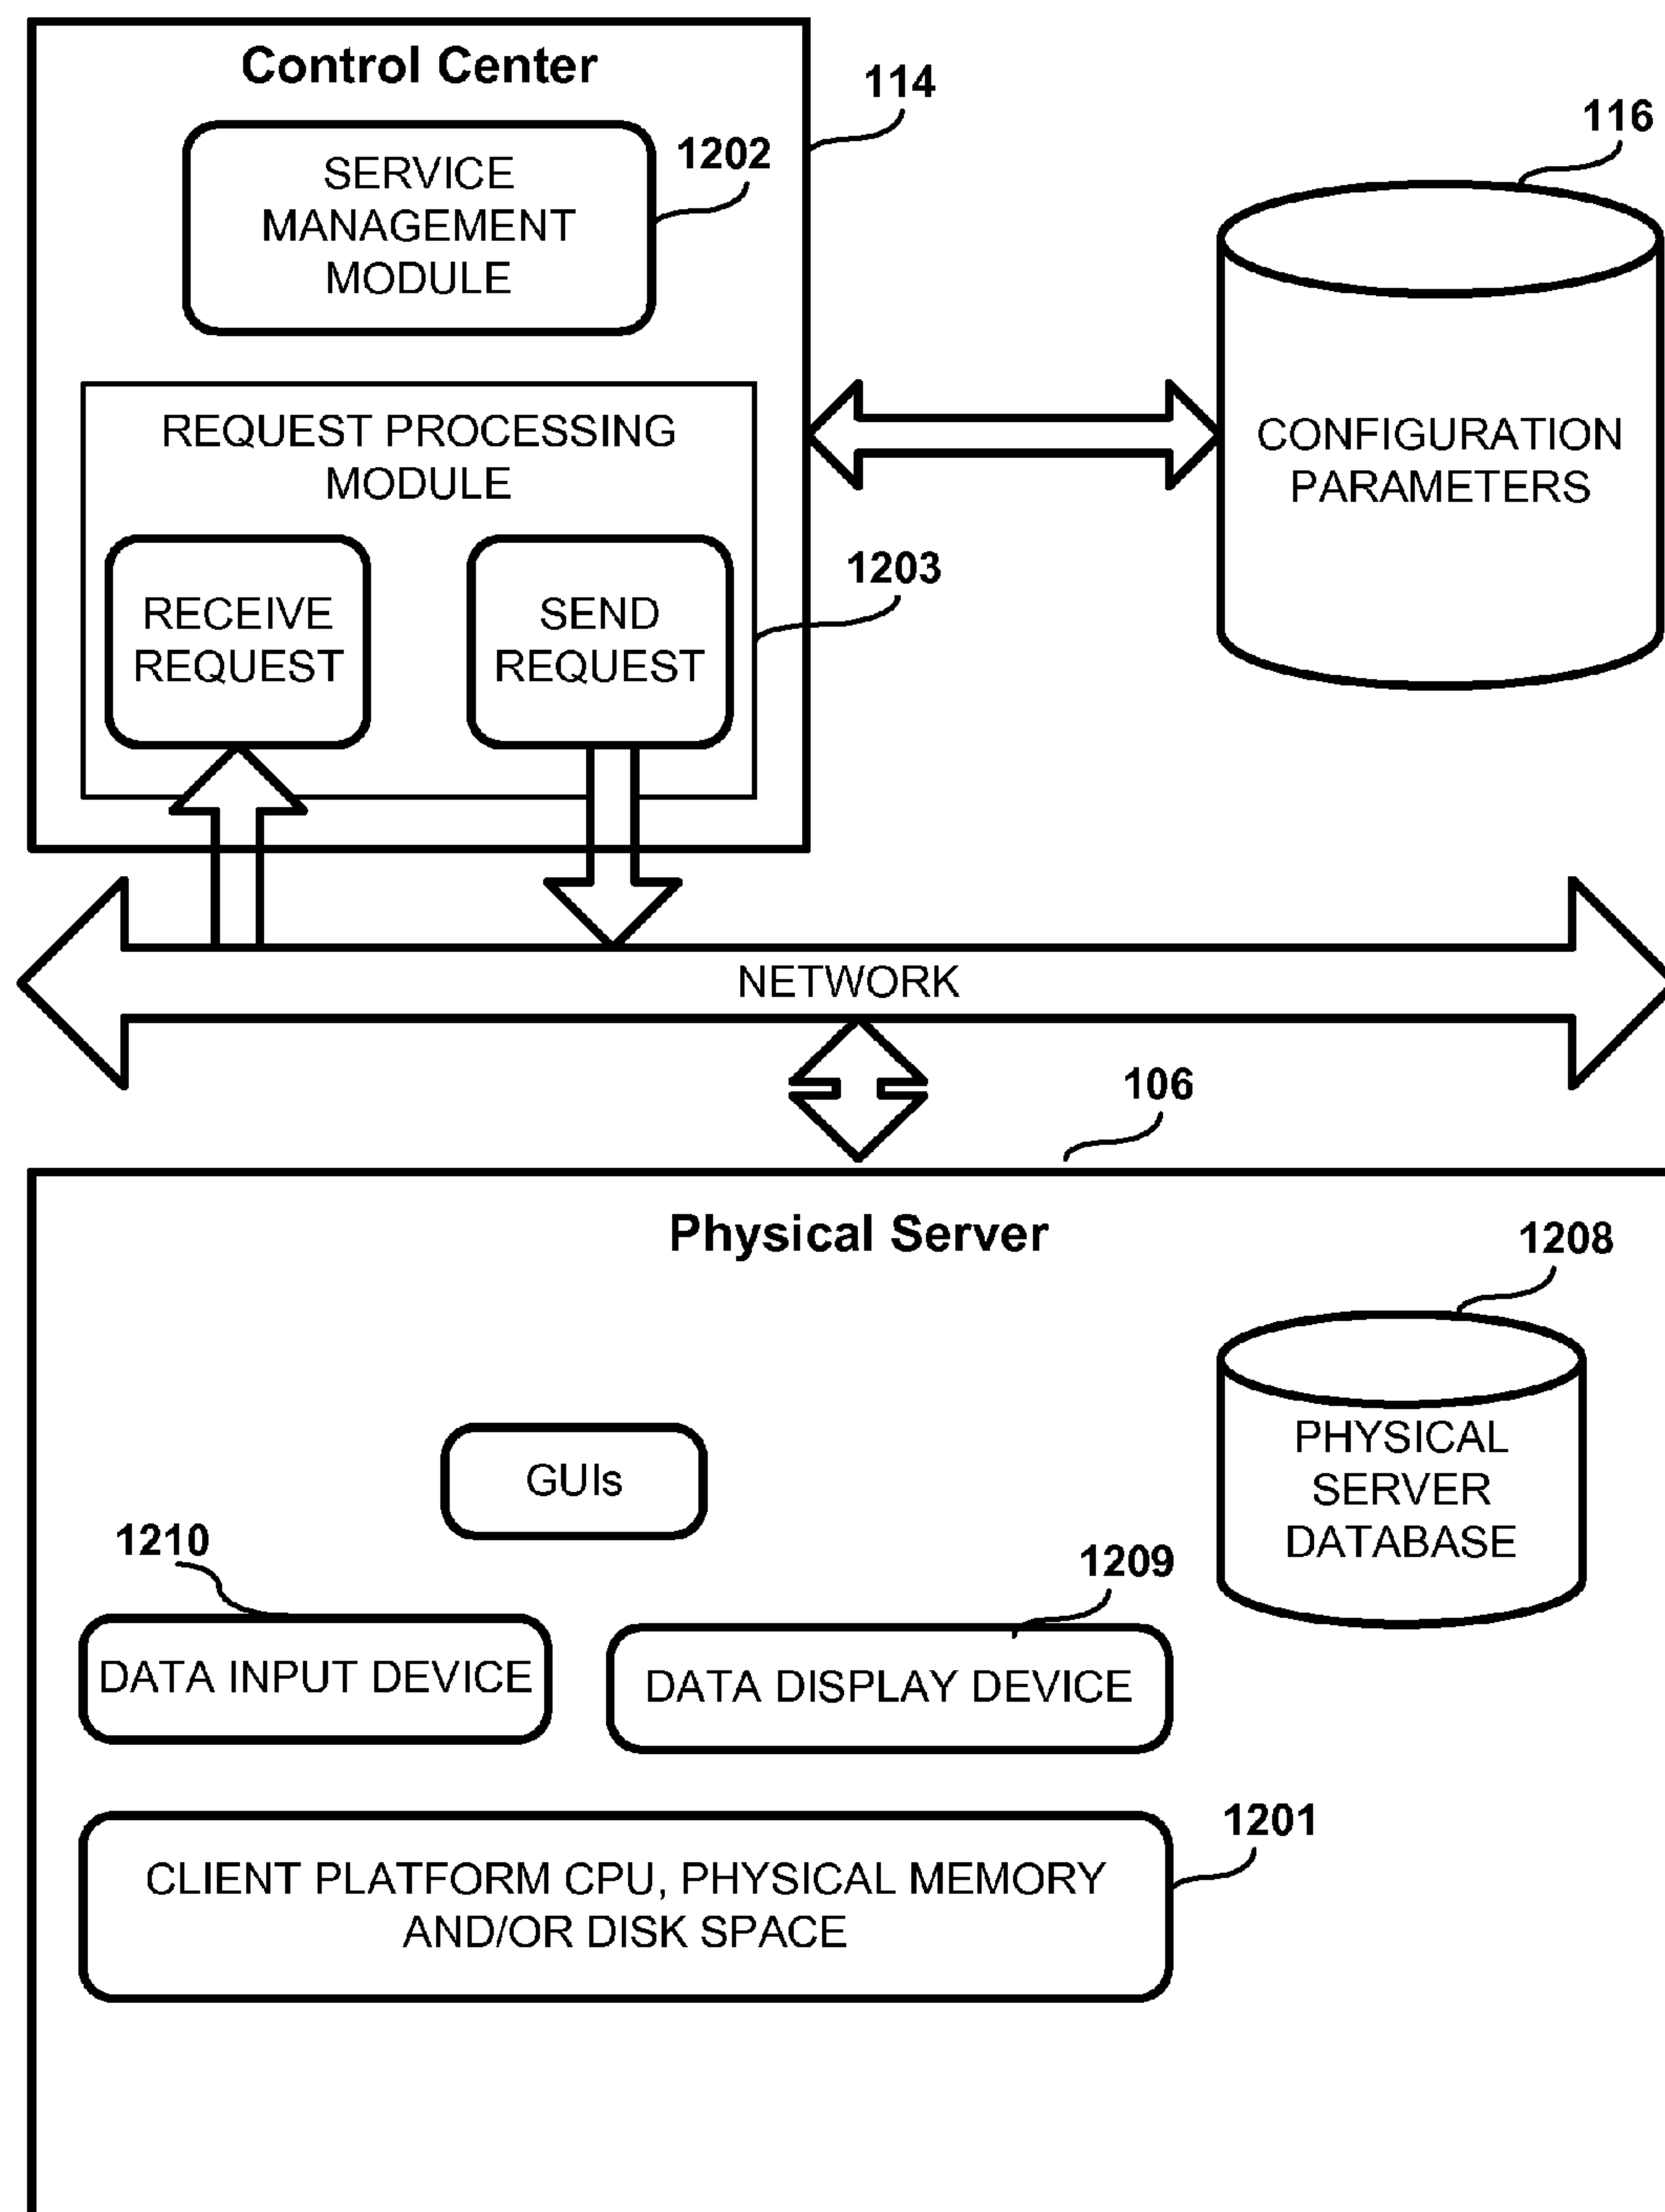 Control Center
114
116
1202
SERVICE
MANAGEMENT
MODULE
REQUEST PROCESSING
MODULE
CONFIGURATION
PARAMETERS
1203
RECEIVE
REQUEST
SEND
REQUEST
NETWORK
106
Physical Server
1208
PHYSICAL
SERVER
DATABASE
GUIs
1210
1209
DATA INPUT DEVICE
DATA DISPLAY DEVICE
1201
CLIENT PLATFORM CPU, PHYSICAL MEMORY
AND/OR DISK SPACE